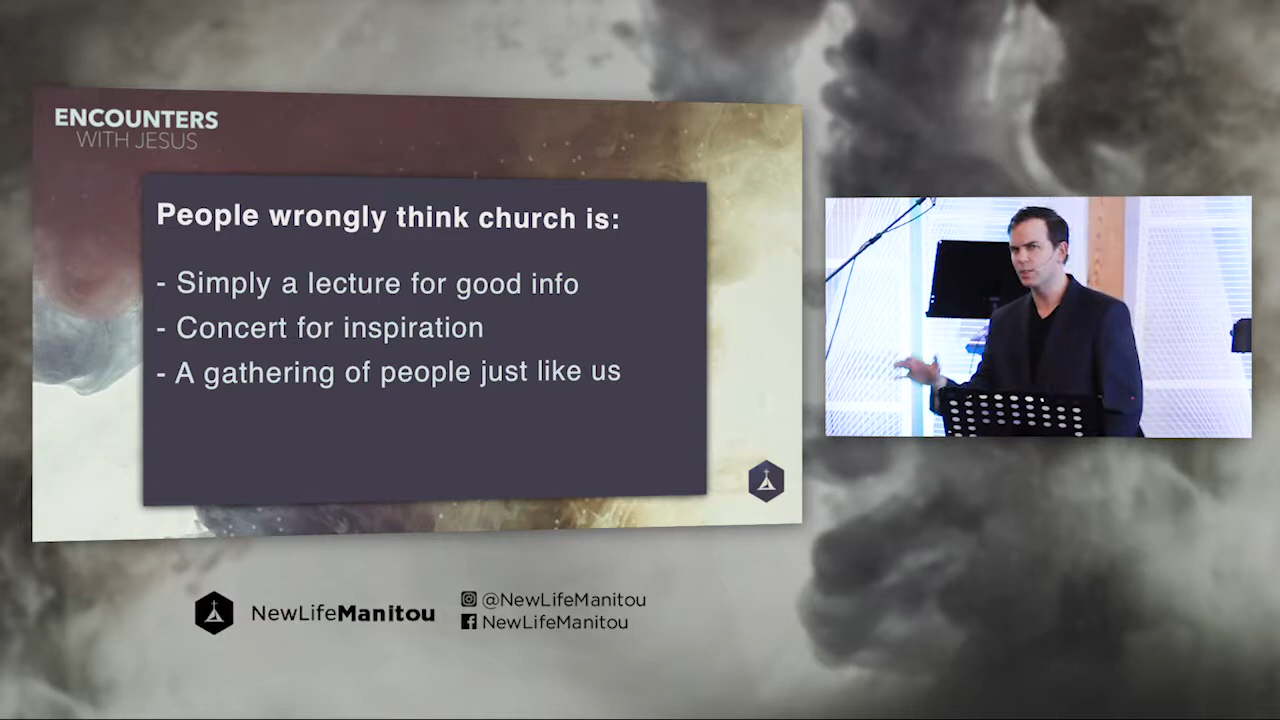 ENCOUNTERS
WITH JESUS
People wrongly think church is:
- Simply a lecture for good info
- Concert for inspiration
- A gathering of people just like us
NewLifeManitou
@NewLifeManitou
NewLifeManitou